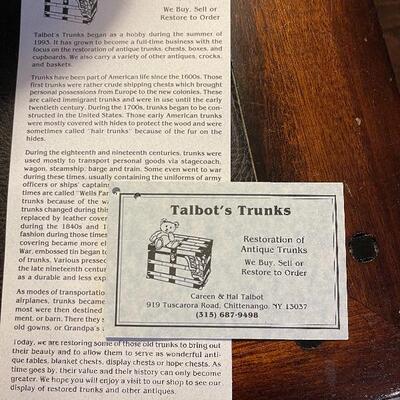 We Buy, Sell or
Restore to Order
Talbot's Trunks began as a hobby during the summer of
1993. It has grown to become a full-time business with the
focus on the restoration of antique trunks, chests, boxes, and
cupboards. We also carry a variety of other antiques, crocks,
and baskets.
Trunks have been part of American life since the 1600s. Those
first trunks were rather crude shipping chests which brought
personal possessions from Europe to the new colonies. These
are called Immigrant trunks and were in use until the early
twentieth century. During the 1700s, trunks began to be con-
structed in the United States. Those early American trunks
were mostly covered with hides to protect the wood and were
sometimes called "hair trunks" because of the fur on the
hides.
During the eighteenth and nineteenth centuries, trunks were
used mostly to transport personal goods via stagecoach,
wagon, steamship, barge and train. Some even went to war
during these times, usually containing the uniforms of army
officers or ships' captains
times are called "Wells Far
trunks because of the wa
trunks changed during this
replaced by leather cover
during the 1840s and 1
fashion during those times
covering became more el
War, embossed tin began to
of trunks. Various pressec
the late nineteenth centur
as a durable and less exp
As modes of transportatio
airplanes, trunks became
most were then destined
ment, or barn. There they s
old gowns, or Grandpa's
Today, we are restoring some of those old trunks to bring out
their beauty and to allow them to serve as wonderful anti-
que tables, blanket chests, display chests or hope chests. As
time goes by, their value and their history can only become
greater. We hope you will enjoy a visit to our shop to see our
display of restored trunks and other antiques.
Talbot's Trunks
Restoration of
Antique Trunks
We Buy, Sell or
Restore to Order
Careen & Hal Talbot
919 Tuscarora Road, Chittenango, NY 13037
(315) 687-9498